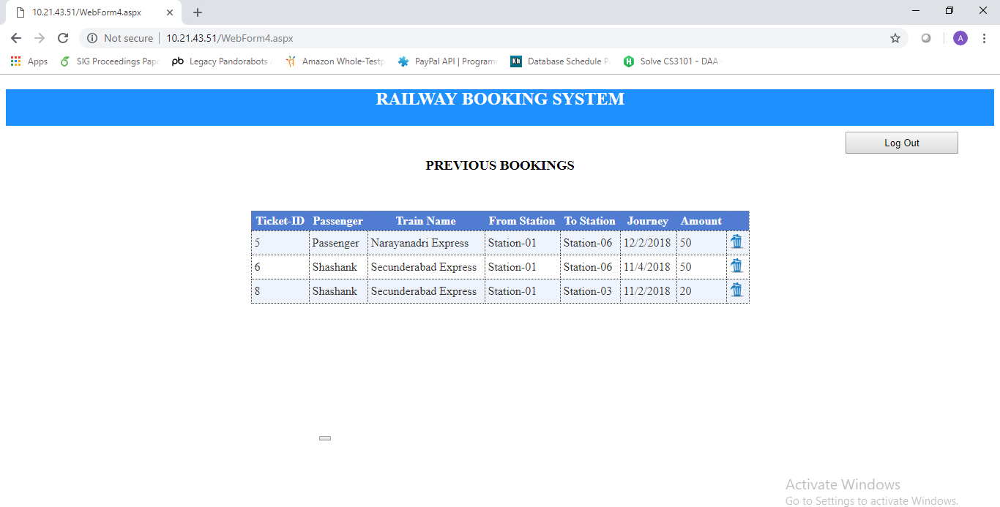 10.21.43.51/WebForm4.aspx
Not secure 10.21.43.51/WebForm4.aspx A
Apps SIG Proceedings Pape pb Legacy Pandorabots Amazon Whole-Testp PayPal API | Program Kb Database Schedule P H Solve CS3101 - DAA
RAILWAY BOOKING SYSTEM
Log Out
PREVIOUS BOOKINGS
Ticket-ID Passenger Train Name From Station To Station Journey Amount
5 Passenger Narayanadri Express Station-01 Station-06 12/2/2018 50
6 Shashank Secunderabad Express Station-01 Station-06 11/4/2018 50
8 Shashank Secunderabad Express Station-01 Station-03 11/2/2018 20
Activate Windows
Go to Settings to activate Windows.